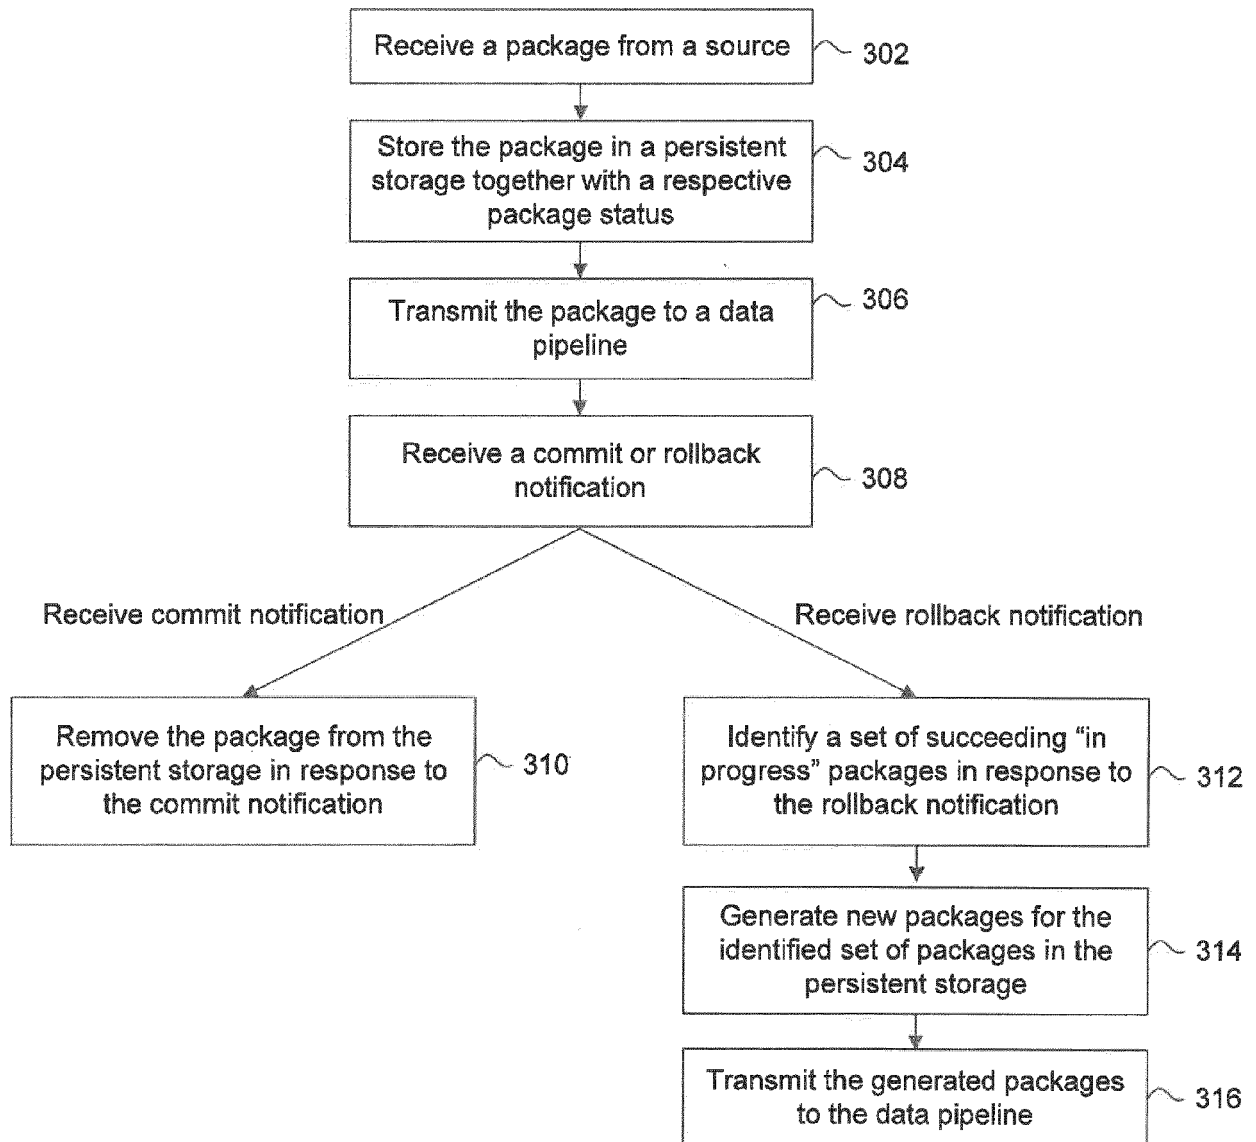 Receive a package from a source
302
Store the package in a persistent
storage together with a respective
package status
304
Transmit the package to a data
pipeline
306
Receive a commit or rollback
notification
308
Receive commit notification
Receive rollback notification
Remove the package from the
persistent storage in response to
the commit notification
310
Identify a set of succeeding “in
progress” packages in response to
the rollback notification
312
Generate new packages for the
identified set of packages in the
persistent storage
314
Transmit the generated packages
to the data pipeline
316